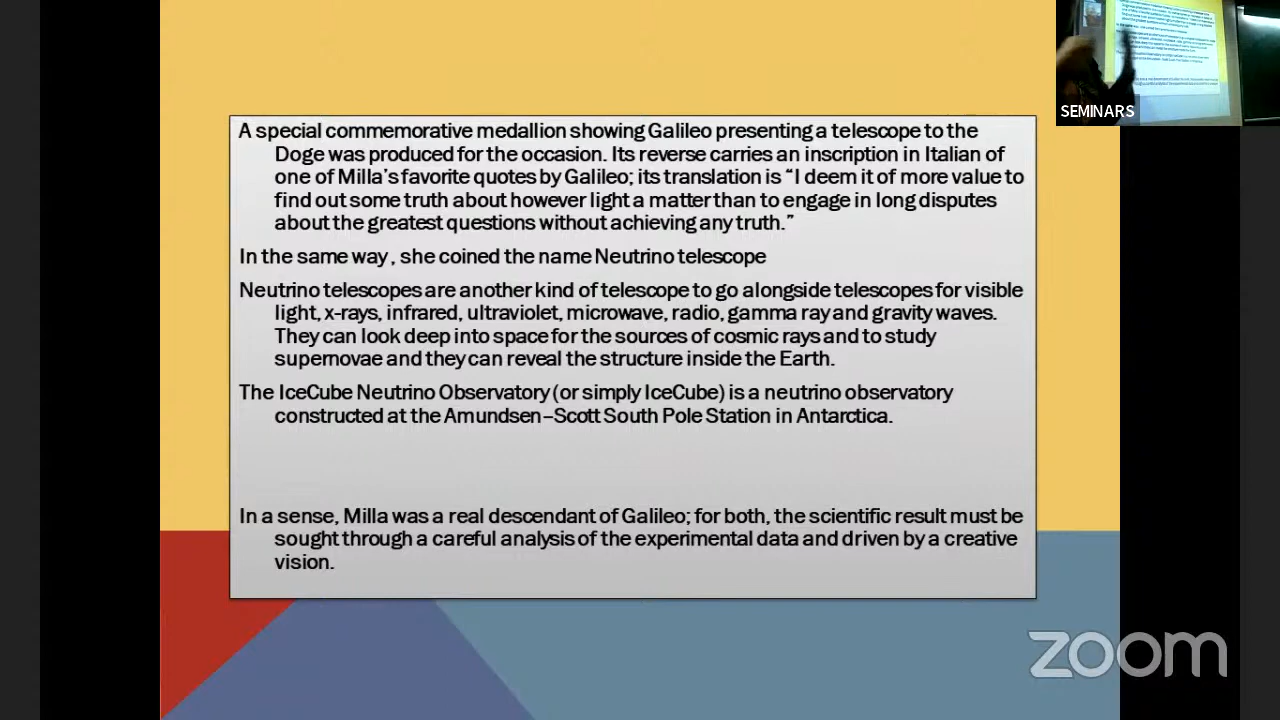 SEMINARS
A special commemorative medallion showing Galileo presenting a telescope to the
Doge was produced for the occasion. Its reverse carries an inscription in Italian of
one of Milla's favorite quotes by Galileo; its translation is “I deem it of more value to
find out some truth about however light a matter than to engage in long disputes
about the greatest questions without achieving any truth.”
In the same way , she coined the name Neutrino telescope
Neutrino telescopes are another kind of telescope to go alongside telescopes for visible
light, x-rays, infrared, ultraviolet, microwave, radio, gamma ray and gravity waves.
They can look deep into space for the sources of cosmic rays and to study
supernovae and they can reveal the structure inside the Earth.
The IceCube Neutrino Observatory (or simply IceCube) is a neutrino observatory
constructed at the Amundsen–Scott South Pole Station in Antarctica.
In a sense, Milla was a real descendant of Galileo; for both, the scientific result must be
sought through a careful analysis of the experimental data and driven by a creative
vision.
zoom